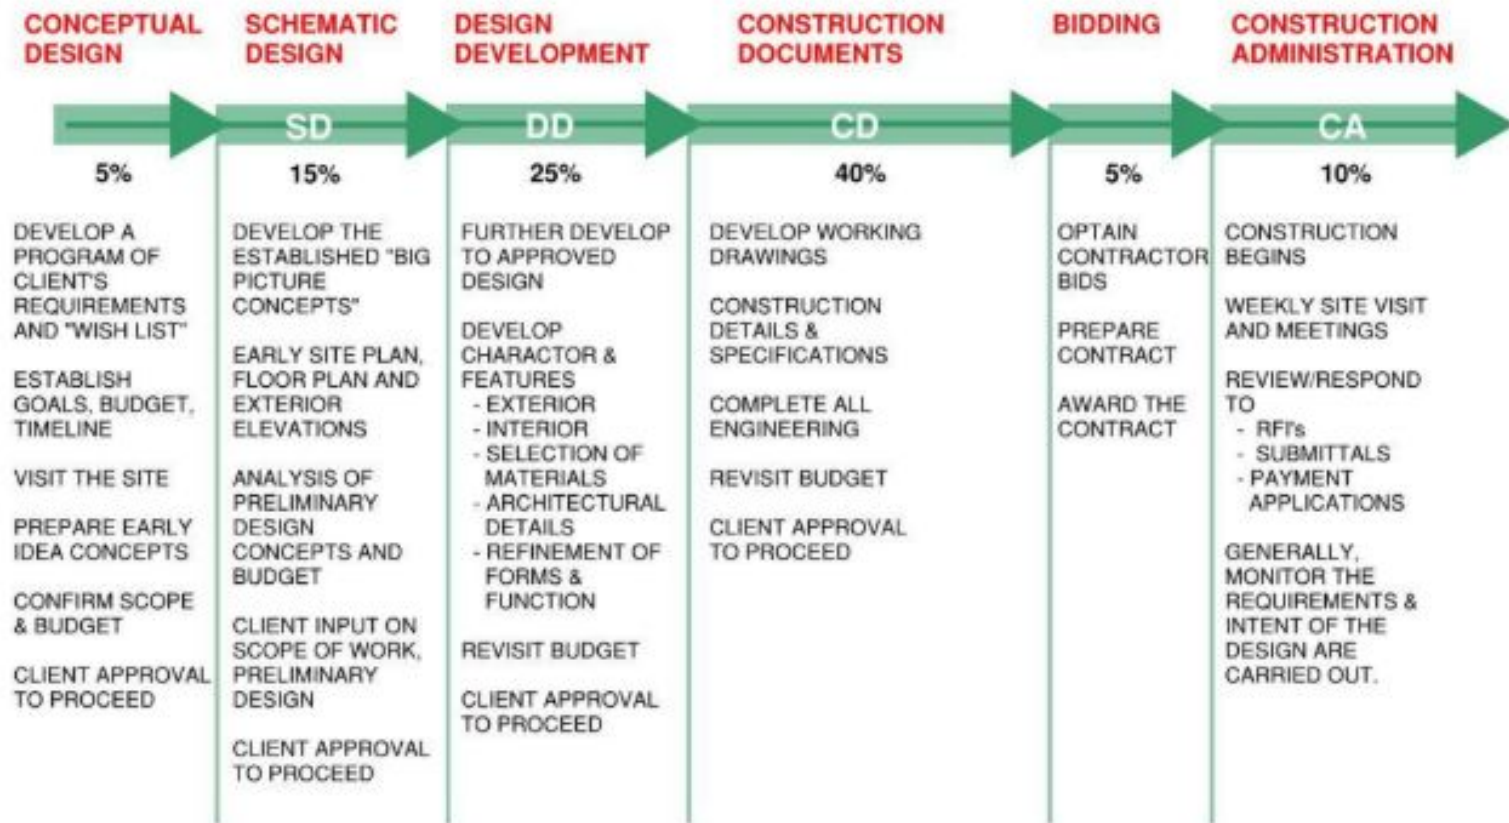 CONCEPTUAL
DESIGN
SCHEMATIC
DESIGN
DESIGN
DEVELOPMENT
CONSTRUCTION
DOCUMENTS
BIDDING
CONSTRUCTION
ADMINISTRATION
SD
DD
CD
CA
5%
15%
25%
40%
5%
10%
DEVELOP A
PROGRAM OF
CLIENT'S
REQUIREMENTS
AND "WISH LIST"
ESTABLISH
GOALS, BUDGET,
TIMELINE
VISIT THE SITE
PREPARE EARLY
IDEA CONCEPTS
CONFIRM SCOPE
& BUDGET
CLIENT APPROVAL
TO PROCEED
DEVELOP THE
ESTABLISHED "BIG
PICTURE
CONCEPTS"
EARLY SITE PLAN,
FLOOR PLAN AND
EXTERIOR
ELEVATIONS
ANALYSIS OF
PRELIMINARY
DESIGN
CONCEPTS AND
BUDGET
CLIENT INPUT ON
SCOPE OF WORK,
PRELIMINARY
DESIGN
CLIENT APPROVAL
TO PROCEED
FURTHER DEVELOP
TO APPROVED
DESIGN
DEVELOP
CHARACTOR &
FEATURES
- EXTERIOR
- INTERIOR
- SELECTION OF
MATERIALS
- ARCHITECTURAL
DETAILS
- REFINEMENT OF
FORMS &
FUNCTION
REVISIT BUDGET
CLIENT APPROVAL
TO PROCEED
DEVELOP WORKING
DRAWINGS
CONSTRUCTION
DETAILS &
SPECIFICATIONS
COMPLETE ALL
ENGINEERING
REVISIT BUDGET
CLIENT APPROVAL
TO PROCEED
OPTAIN
CONTRACTOR
BIDS
PREPARE
CONTRACT
AWARD THE
CONTRACT
CONSTRUCTION
BEGINS
WEEKLY SITE VISIT
AND MEETINGS
REVIEW/RESPOND
TO
- RFI's
- SUBMITTALS
- PAYMENT
APPLICATIONS
GENERALLY,
MONITOR THE
REQUIREMENTS &
INTENT OF THE
DESIGN ARE
CARRIED OUT.